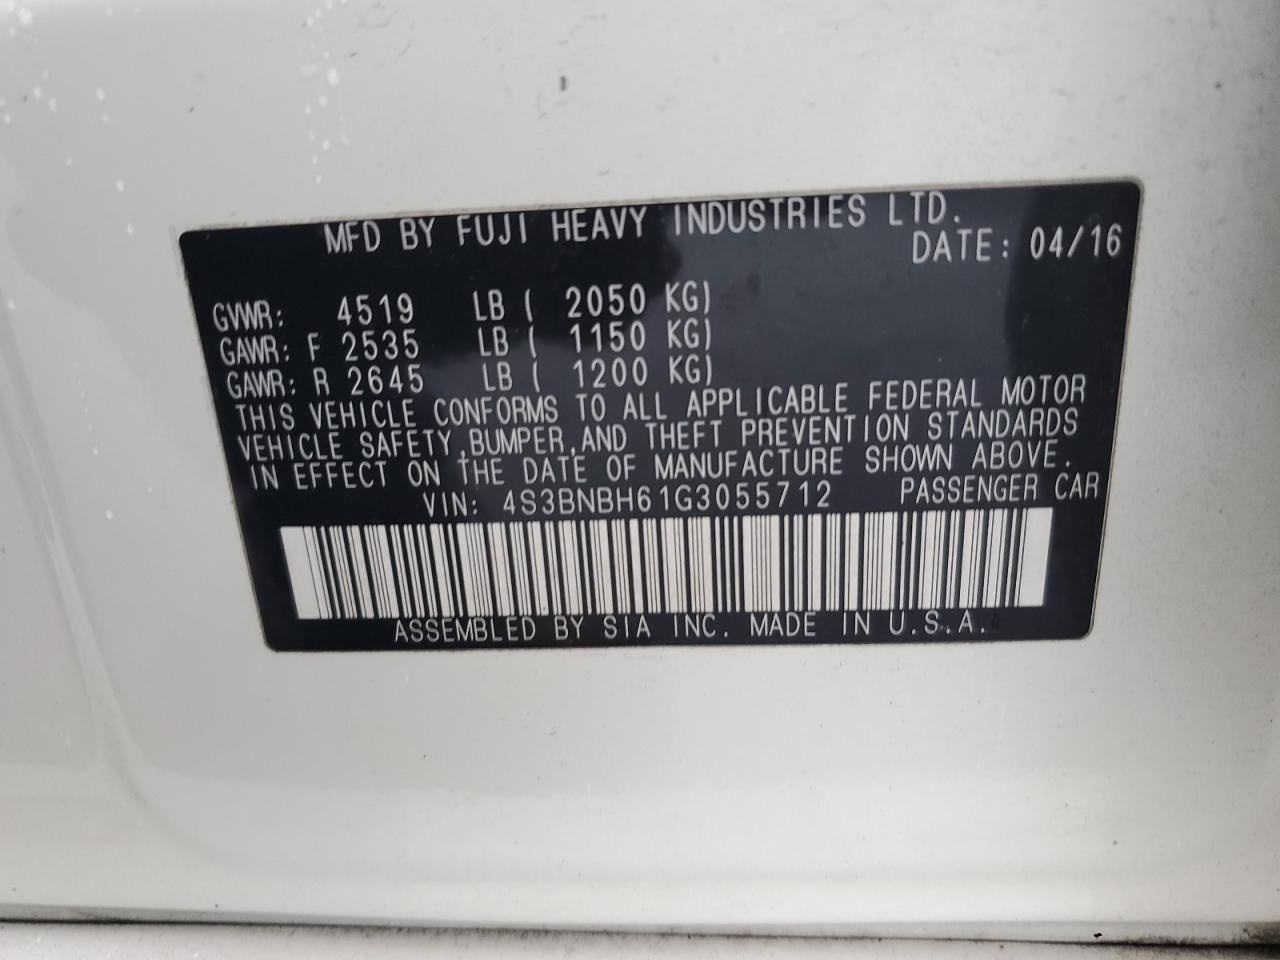 MFD BY FUJI HEAVY INDUSTRIES LTD.
DATE: 04/16
GVWR: 4519 LB ( 2050 KG)
GAWR: F 2535 LB ( 1150 KG)
GAWR: R 2645 LB ( 1200 KG)
THIS VEHICLE CONFORMS TO ALL APPLICABLE FEDERAL MOTOR
VEHICLE SAFETY,BUMPER,AND THEFT PREVENTION STANDARDS
IN EFFECT ON THE DATE OF MANUFACTURE SHOWN ABOVE.
VIN: 4S3BNBH61G3055712 PASSENGER CAR
ASSEMBLED BY SIA INC. MADE IN U.S.A.